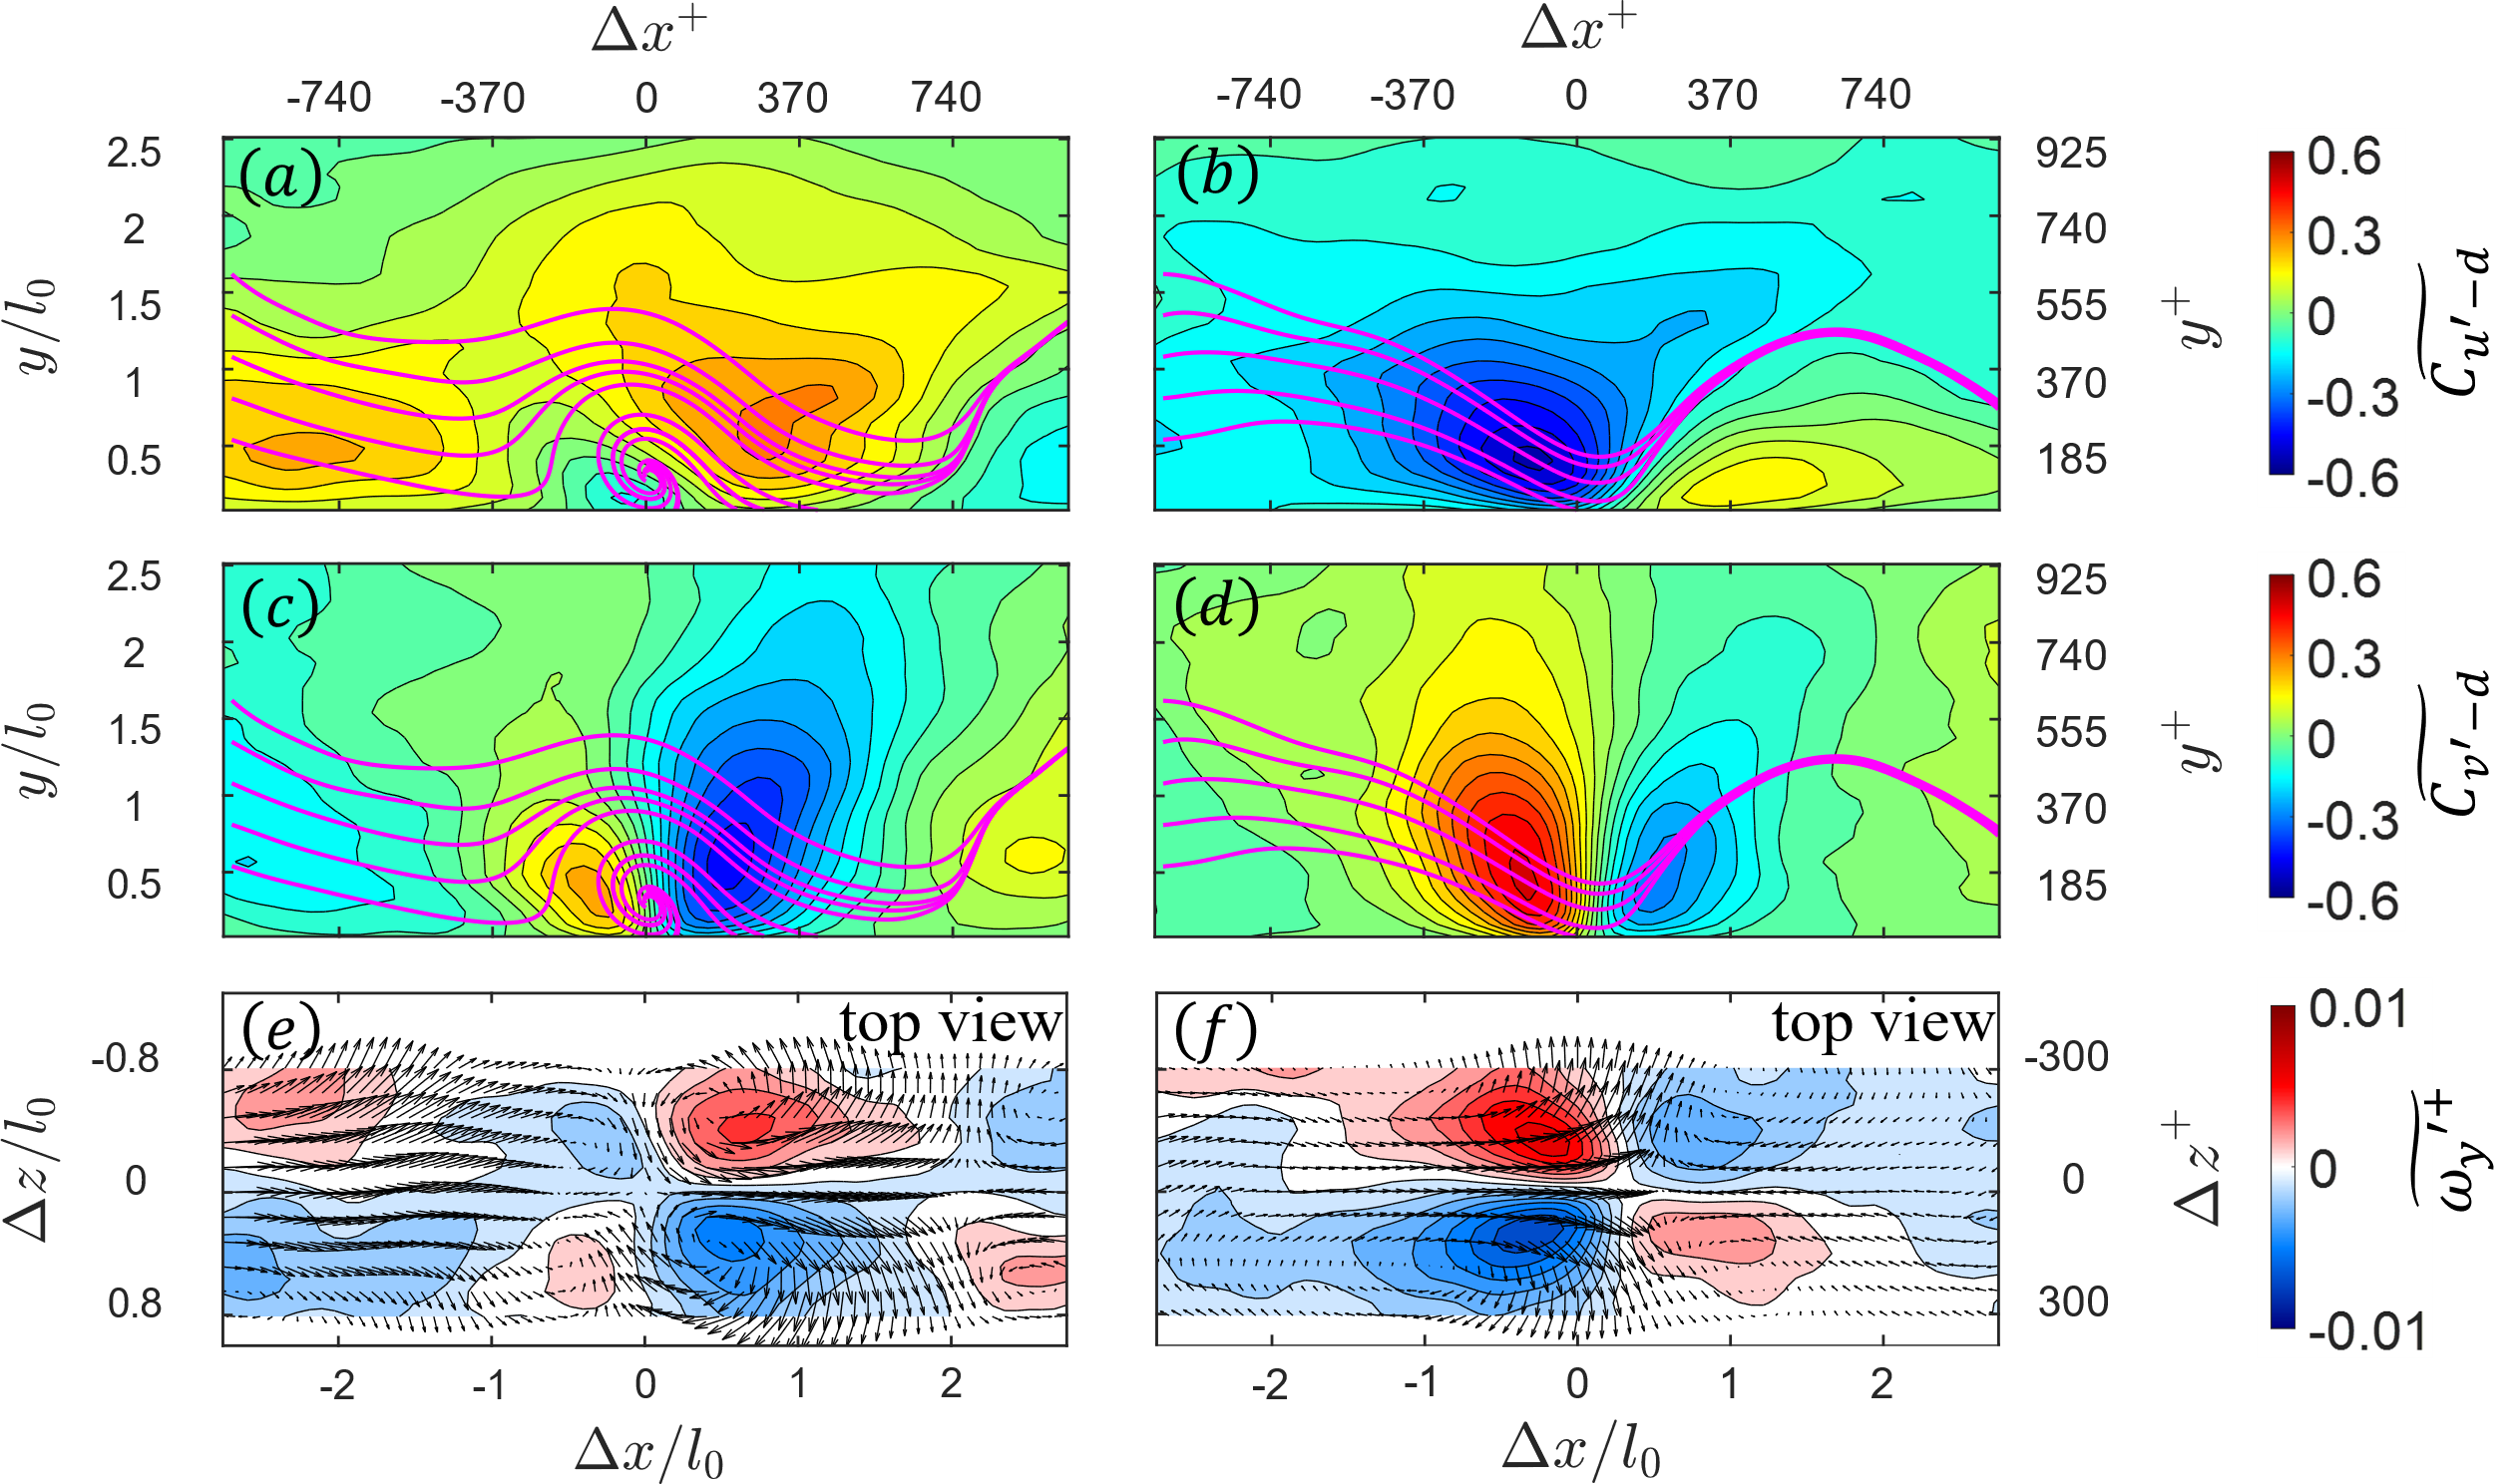 Δx⁺ Δx⁺
-740 -370 0 370 740 -740 -370 0 370 740
(a) (b)
2.5 2 1.5 1 0.5
y/l₀
925 740 555 370 185
y⁺
0.6 0.3 0 -0.3 -0.6
C̃u′−d
(c) (d)
2.5 2 1.5 1 0.5
y/l₀
925 740 555 370 185
y⁺
0.6 0.3 0 -0.3 -0.6
C̃v′−d
(e) top view (f) top view
-0.8 0 0.8
Δz/l₀
-300 0 300
Δz⁺
0.01 0 -0.01
ω̃y′⁺
-2 -1 0 1 2 -2 -1 0 1 2
Δx/l₀ Δx/l₀